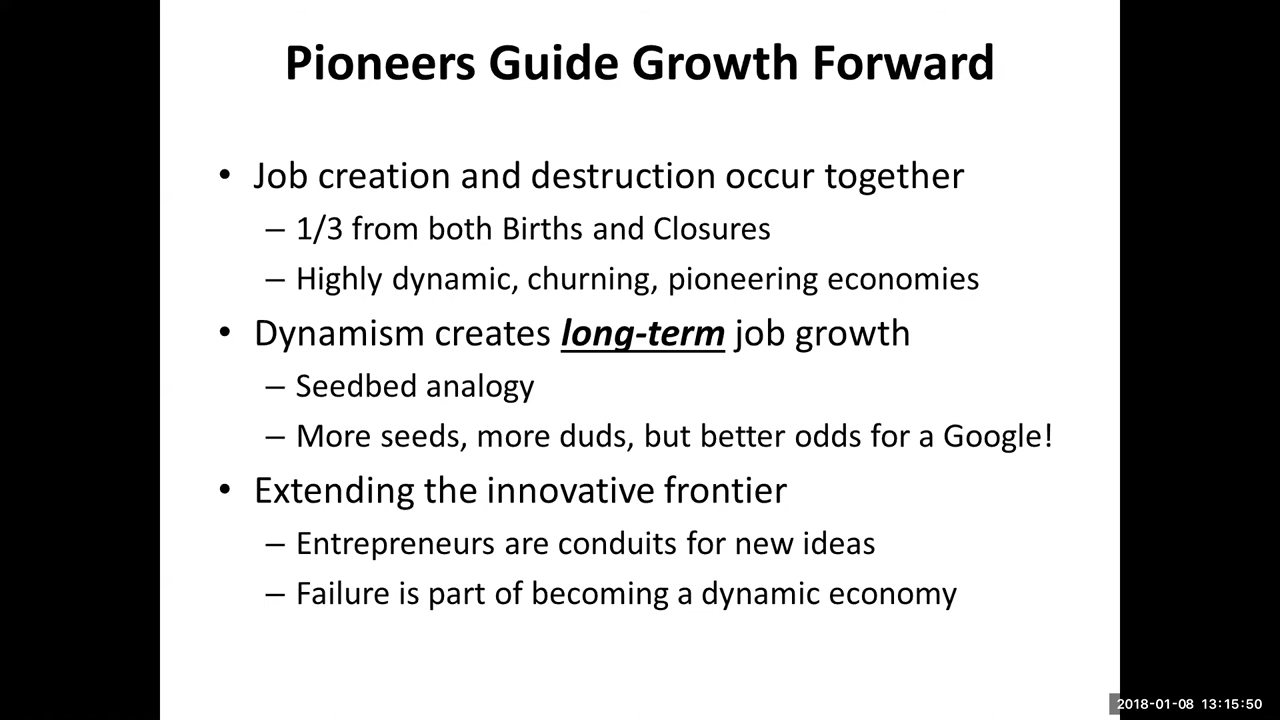 Pioneers Guide Growth Forward
• Job creation and destruction occur together
– 1/3 from both Births and Closures
– Highly dynamic, churning, pioneering economies
• Dynamism creates long-term job growth
– Seedbed analogy
– More seeds, more duds, but better odds for a Google!
• Extending the innovative frontier
– Entrepreneurs are conduits for new ideas
– Failure is part of becoming a dynamic economy
2018-01-08 13:15:50